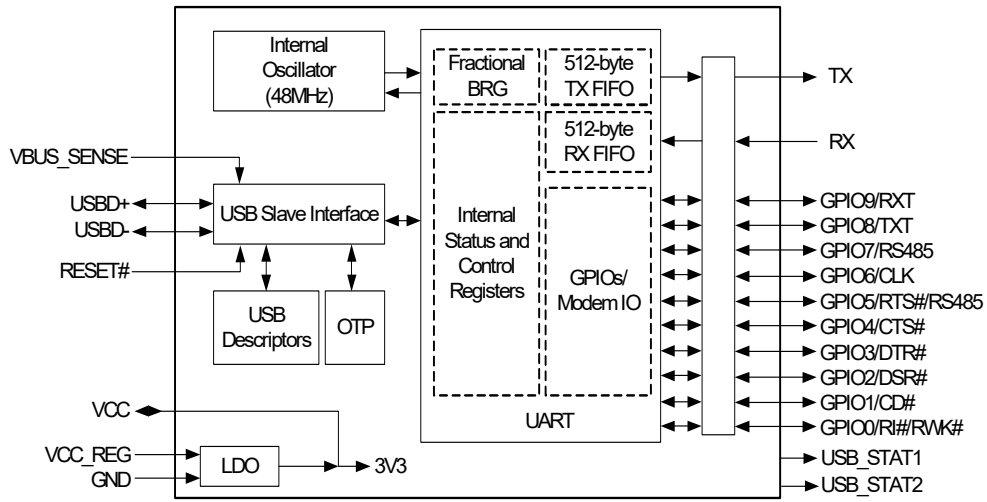 Internal
Oscillator
(48MHz)
Fractional
BRG
512-byte
TX FIFO
512-byte
RX FIFO
TX
RX
VBUS_SENSE
USBD+
USBD-
RESET#
USB Slave Interface
USB
Descriptors
OTP
Internal
Status and
Control
Registers
GPIOs/
Modem IO
UART
GPIO9/RXT
GPIO8/TXT
GPIO7/RS485
GPIO6/CLK
GPIO5/RTS#/RS485
GPIO4/CTS#
GPIO3/DTR#
GPIO2/DSR#
GPIO1/CD#
GPIO0/RI#/RWK#
USB_STAT1
USB_STAT2
VCC
VCC_REG
GND
LDO
3V3